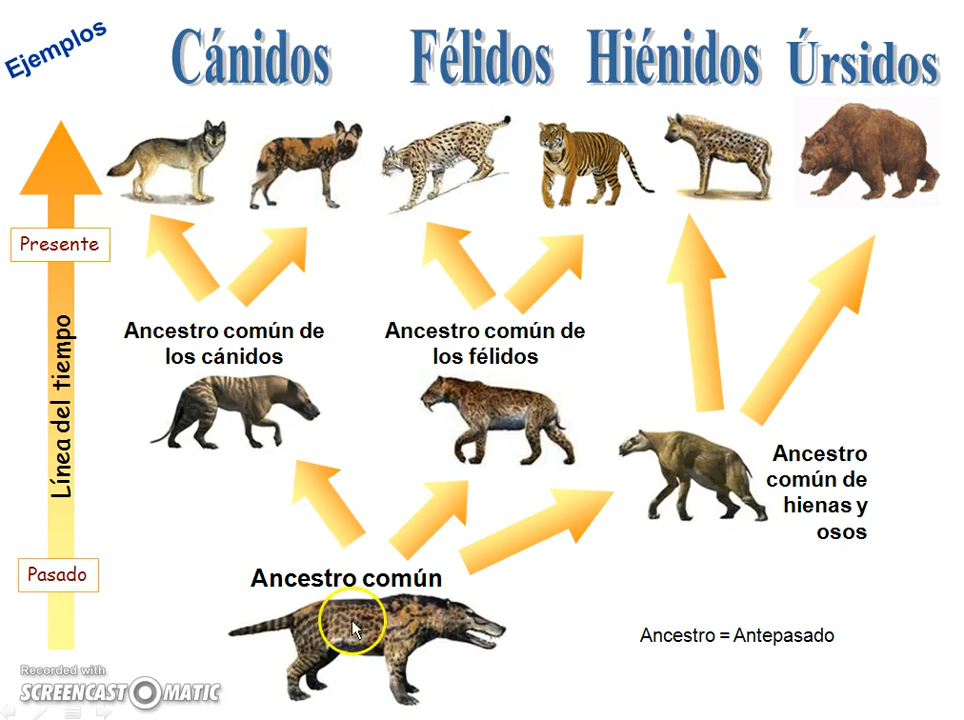 Ejemplos
Cánidos
Félidos
Hiénidos
Úrsidos
Presente
Línea del tiempo
Ancestro común de
los cánidos
Ancestro común de
los félidos
Ancestro
común de
hienas y
osos
Pasado
Ancestro común
Ancestro = Antepasado
Recorded with
SCREENCAST-O-MATIC